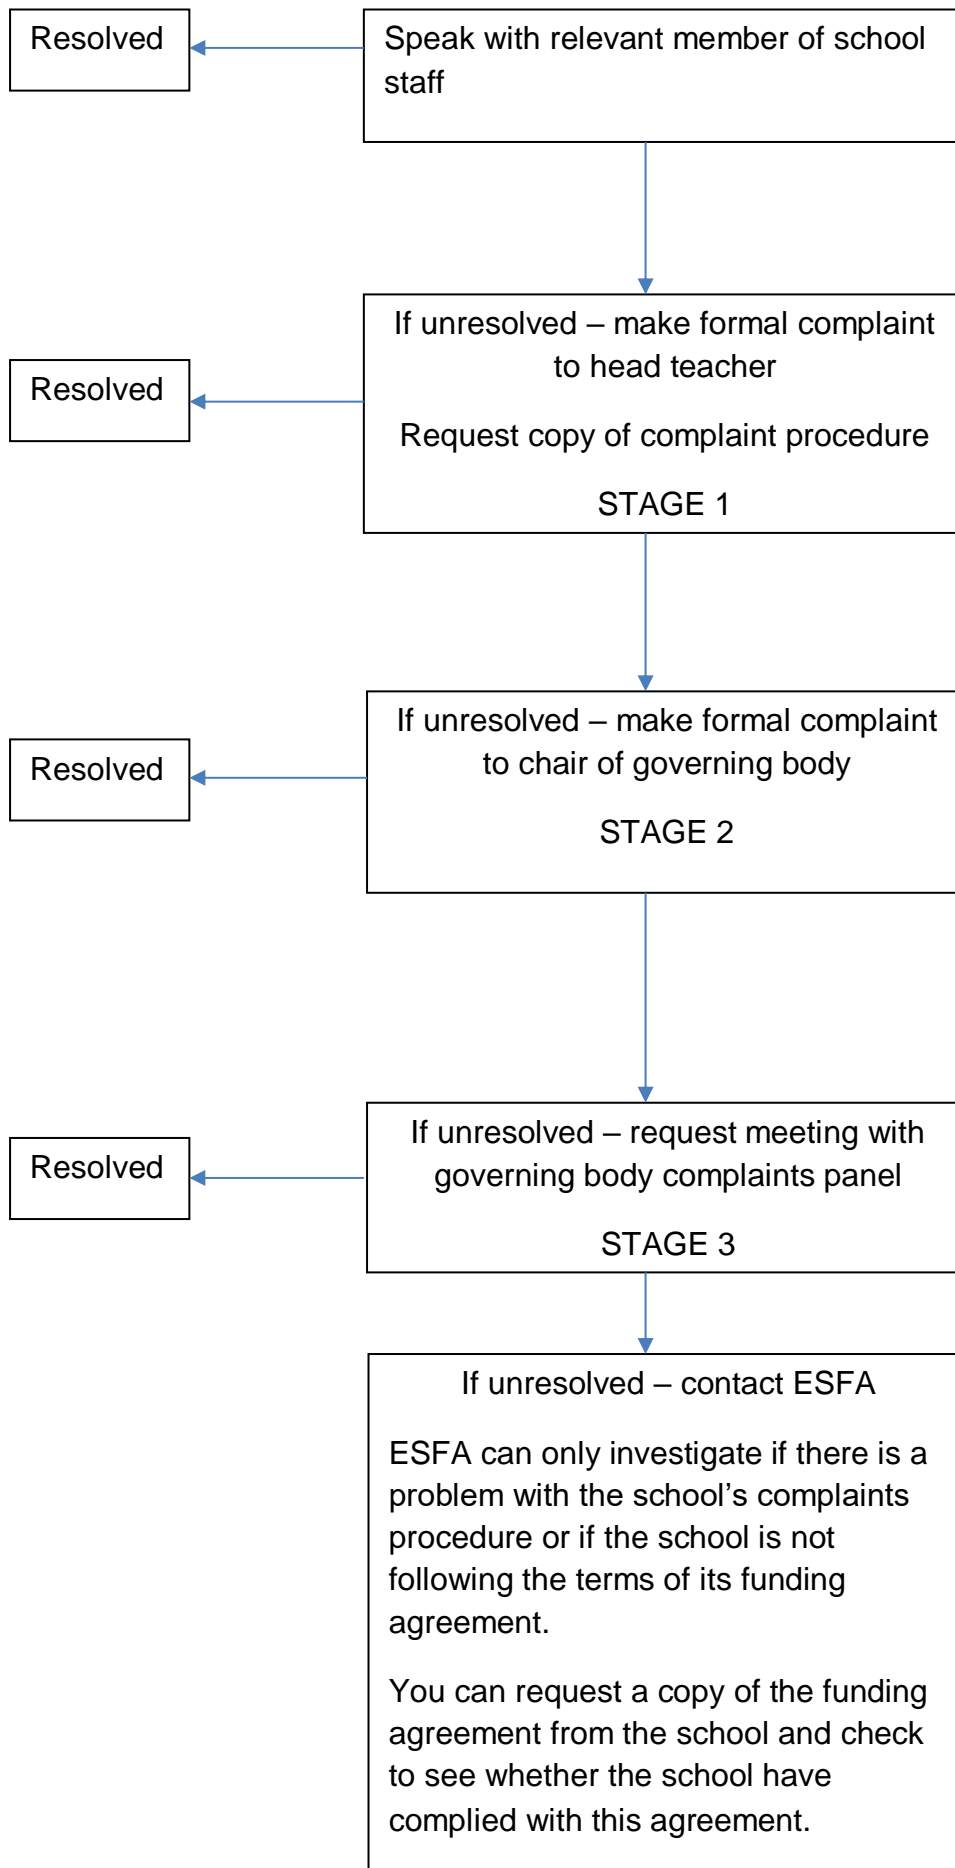 Resolved
Speak with relevant member of school
staff
Resolved
If unresolved – make formal complaint
to head teacher
Request copy of complaint procedure
STAGE 1
Resolved
If unresolved – make formal complaint
to chair of governing body
STAGE 2
Resolved
If unresolved – request meeting with
governing body complaints panel
STAGE 3
If unresolved – contact ESFA
ESFA can only investigate if there is a
problem with the school’s complaints
procedure or if the school is not
following the terms of its funding
agreement.
You can request a copy of the funding
agreement from the school and check
to see whether the school have
complied with this agreement.